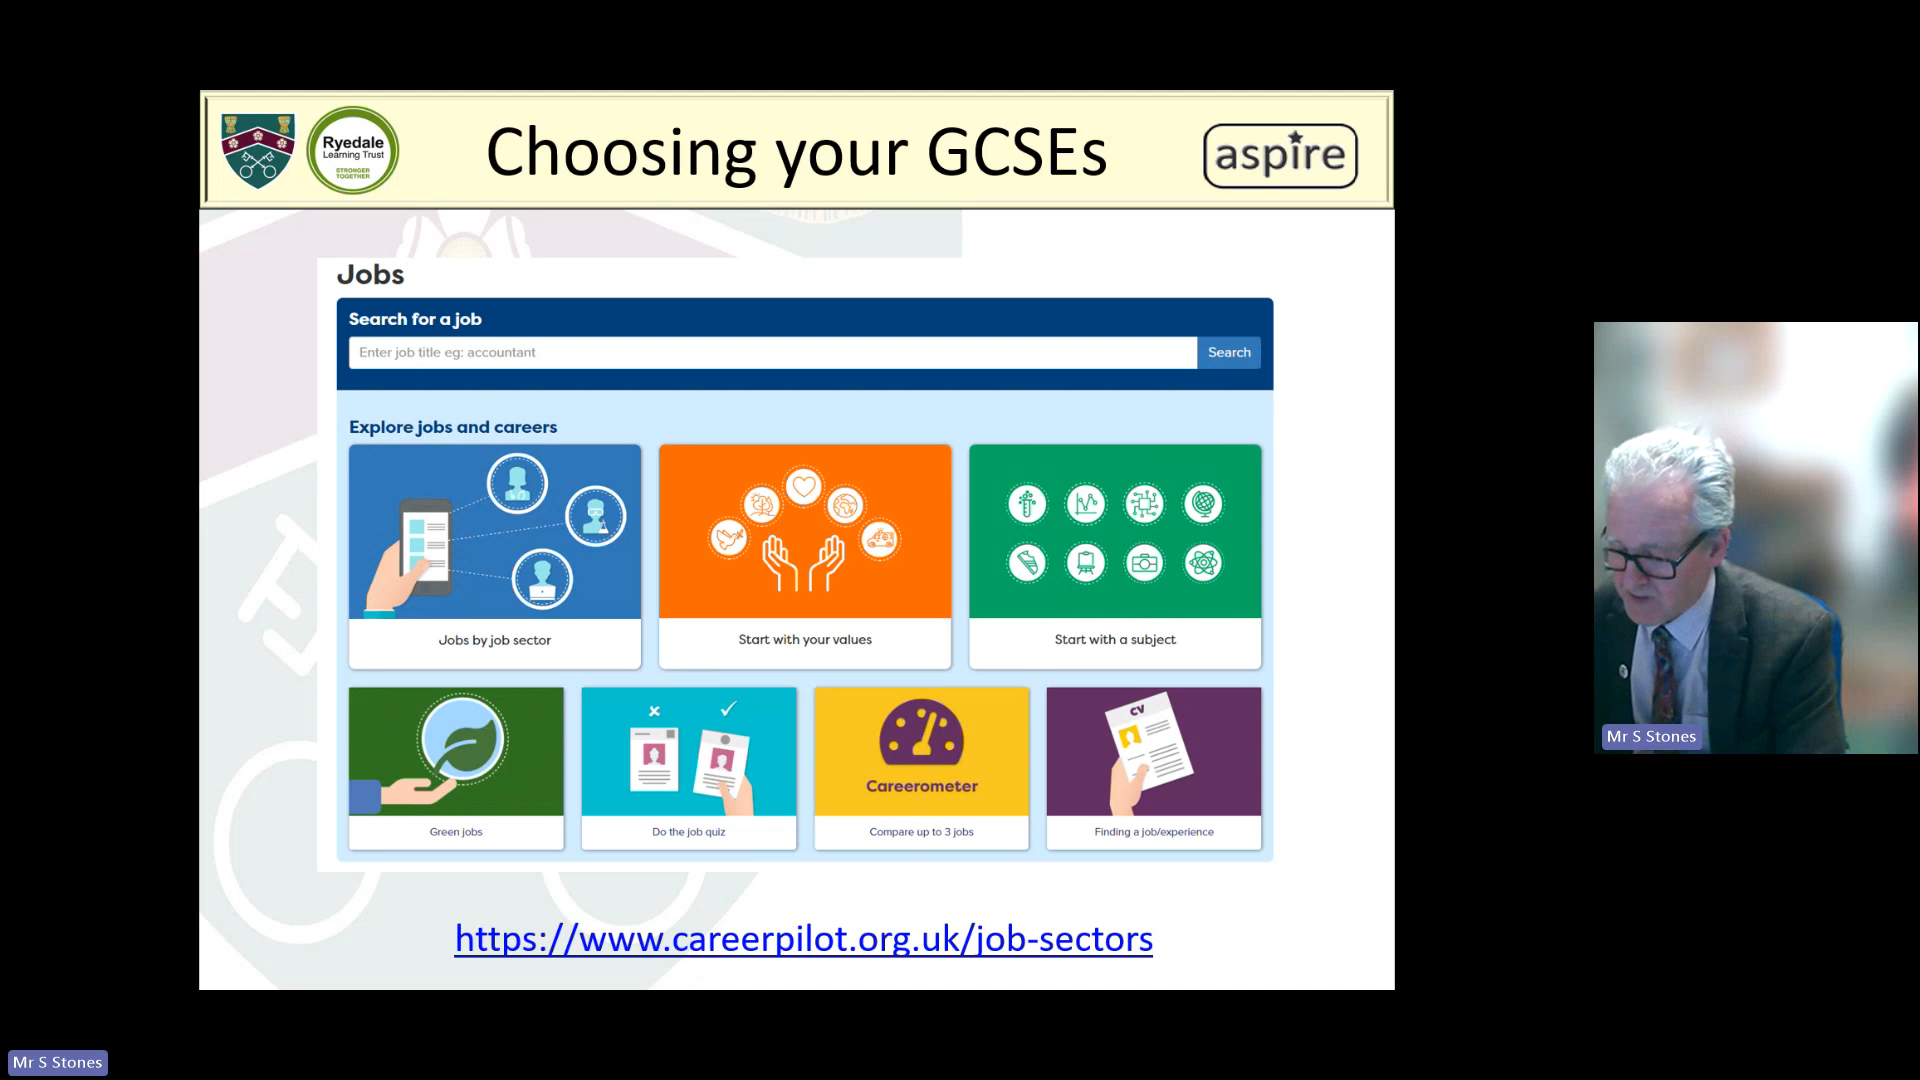 Ryedale
Learning Trust
STRONGER
TOGETHER
Choosing your GCSEs
aspire
Jobs
Search for a job
Enter job title eg: accountant
Search
Explore jobs and careers
Jobs by job sector
Start with your values
Start with a subject
Careerometer
CV
Green jobs
Do the job quiz
Compare up to 3 jobs
Finding a job/experience
https://www.careerpilot.org.uk/job-sectors
Mr S Stones
Mr S Stones